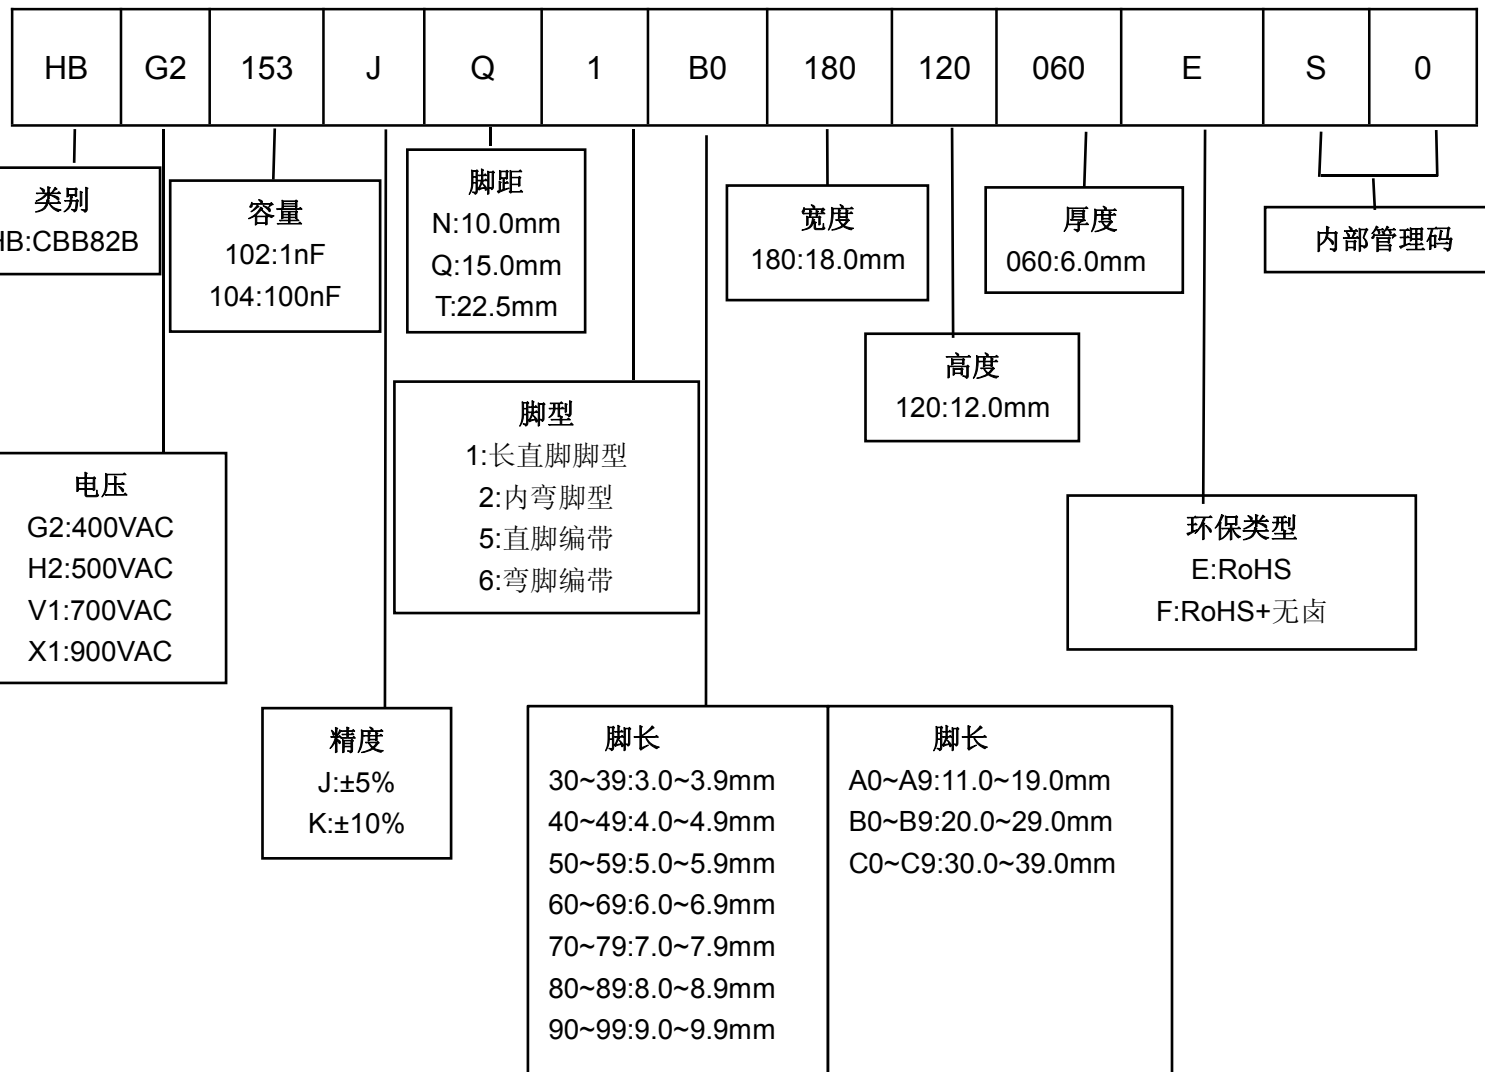 HB G2 153 J Q 1 B0 180 120 060 E S 0
类别
HB:CBB82B
容量
102:1nF
104:100nF
脚距
N:10.0mm
Q:15.0mm
T:22.5mm
宽度
180:18.0mm
厚度
060:6.0mm
内部管理码
高度
120:12.0mm
脚型
1:长直脚脚型
2:内弯脚型
5:直脚编带
6:弯脚编带
电压
G2:400VAC
H2:500VAC
V1:700VAC
X1:900VAC
环保类型
E:RoHS
F:RoHS+无卤
精度
J:±5%
K:±10%
脚长
30~39:3.0~3.9mm
40~49:4.0~4.9mm
50~59:5.0~5.9mm
60~69:6.0~6.9mm
70~79:7.0~7.9mm
80~89:8.0~8.9mm
90~99:9.0~9.9mm
脚长
A0~A9:11.0~19.0mm
B0~B9:20.0~29.0mm
C0~C9:30.0~39.0mm